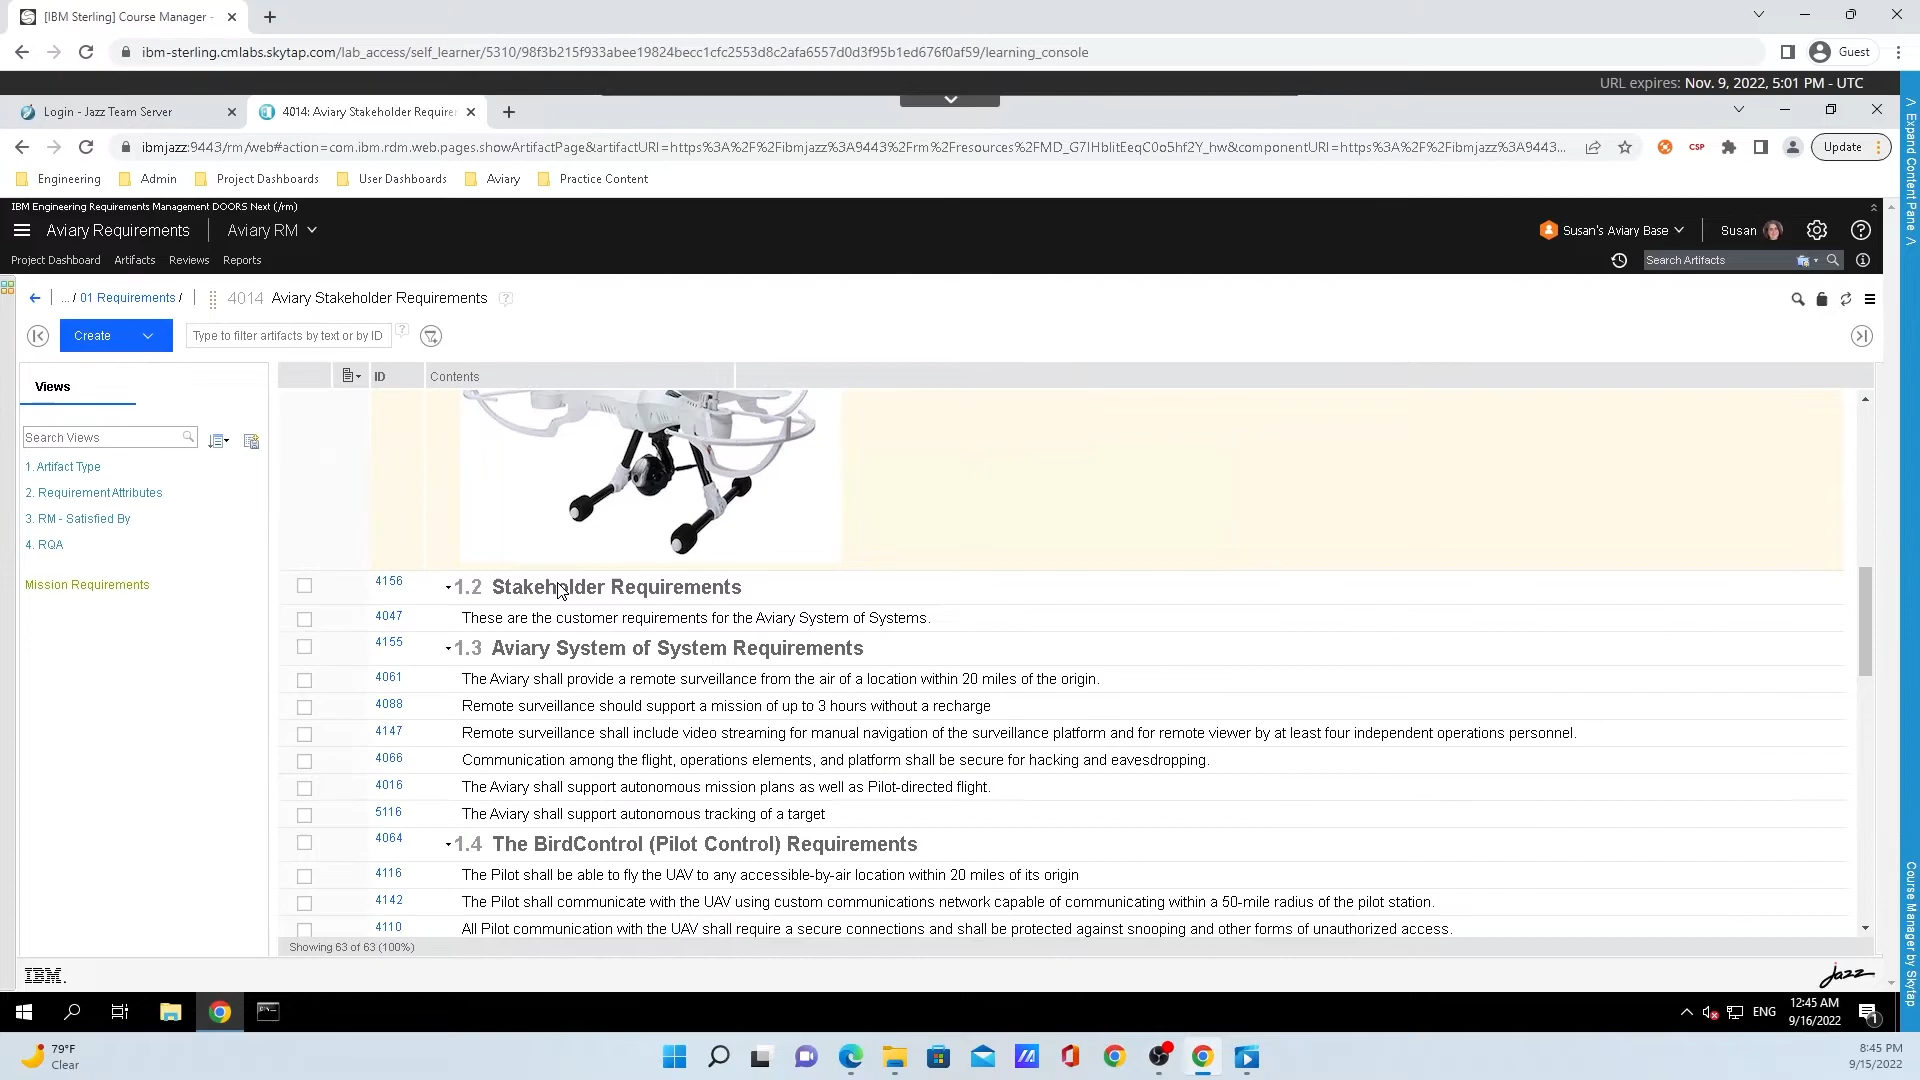 [IBM Sterling] Course Manager -
ibm-sterling.cmlabs.skytap.com/lab_access/self_learner/5310/98f3b215f933abee19824becc1cfc2553d8c2afa6557d0d3f95b1ed676f0af59/learning_console
Guest
URL expires: Nov. 9, 2022, 5:01 PM - UTC
Login - Jazz Team Server
4014: Aviary Stakeholder Requirer
ibmjazz:9443/rm/web#action=com.ibm.rdm.web.pages.showArtifactPage&artifactURI=https%3A%2F%2Fibmjazz%3A9443%2Frm%2Fresources%2FMD_G7IHblitEeqC0o5hf2Y_hw&componentURI=https%3A%2F%2Fibmjazz%3A9443...
CSP
Update
Engineering
Admin
Project Dashboards
User Dashboards
Aviary
Practice Content
IBM Engineering Requirements Management DOORS Next (/rm)
Aviary Requirements
Aviary RM
Susan's Aviary Base
Susan
Project Dashboard
Artifacts
Reviews
Reports
Search Artifacts
... / 01 Requirements /
4014 Aviary Stakeholder Requirements
Create
Type to filter artifacts by text or by ID
Views
ID
Contents
Search Views
1. Artifact Type
2. Requirement Attributes
3. RM - Satisfied By
4. RQA
Mission Requirements
4156 1.2 Stakeholder Requirements
4047 These are the customer requirements for the Aviary System of Systems.
4155 1.3 Aviary System of System Requirements
4061 The Aviary shall provide a remote surveillance from the air of a location within 20 miles of the origin.
4088 Remote surveillance should support a mission of up to 3 hours without a recharge
4147 Remote surveillance shall include video streaming for manual navigation of the surveillance platform and for remote viewer by at least four independent operations personnel.
4066 Communication among the flight, operations elements, and platform shall be secure for hacking and eavesdropping.
4016 The Aviary shall support autonomous mission plans as well as Pilot-directed flight.
5116 The Aviary shall support autonomous tracking of a target
4064 1.4 The BirdControl (Pilot Control) Requirements
4116 The Pilot shall be able to fly the UAV to any accessible-by-air location within 20 miles of its origin
4142 The Pilot shall communicate with the UAV using custom communications network capable of communicating within a 50-mile radius of the pilot station.
4110 All Pilot communication with the UAV shall require a secure connections and shall be protected against snooping and other forms of unauthorized access.
Showing 63 of 63 (100%)
IBM.
Jazz
< Expand Content Pane <
Course Manager by Skytap
ENG
12:45 AM
9/16/2022
1
79°F
Clear
8:45 PM
9/15/2022